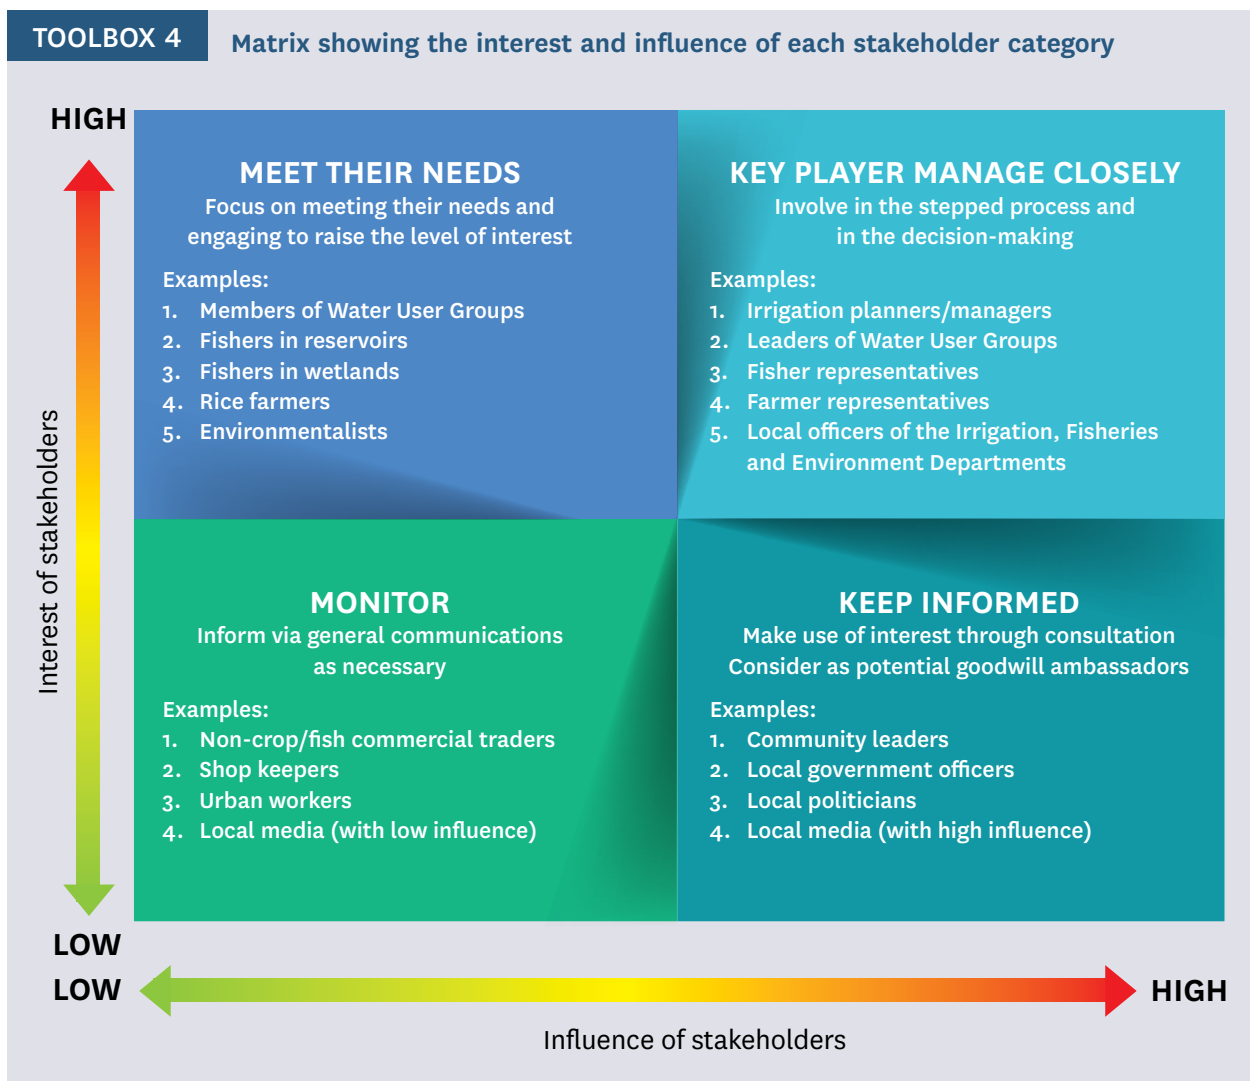 TOOLBOX 4
Matrix showing the interest and influence of each stakeholder category
HIGH
MEET THEIR NEEDS
Focus on meeting their needs and
engaging to raise the level of interest
Examples:
1. Members of Water User Groups
2. Fishers in reservoirs
3. Fishers in wetlands
4. Rice farmers
5. Environmentalists
KEY PLAYER MANAGE CLOSELY
Involve in the stepped process and
in the decision-making
Examples:
1. Irrigation planners/managers
2. Leaders of Water User Groups
3. Fisher representatives
4. Farmer representatives
5. Local officers of the Irrigation, Fisheries
and Environment Departments
Interest of stakeholders
MONITOR
Inform via general communications
as necessary
Examples:
1. Non-crop/fish commercial traders
2. Shop keepers
3. Urban workers
4. Local media (with low influence)
KEEP INFORMED
Make use of interest through consultation
Consider as potential goodwill ambassadors
Examples:
1. Community leaders
2. Local government officers
3. Local politicians
4. Local media (with high influence)
LOW
LOW
HIGH
Influence of stakeholders